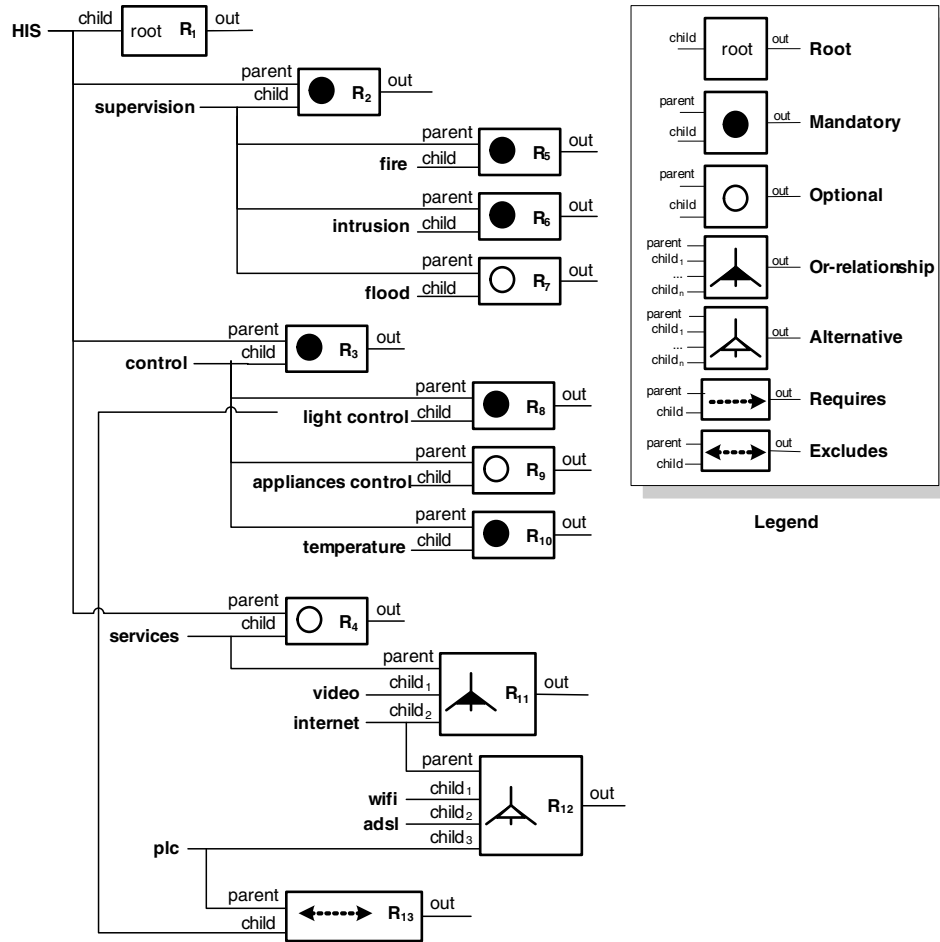 HIS child root R1 out
parent R2 out
supervision child
parent R5 out
fire child
parent R6 out
intrusion child
parent R7 out
flood child
parent R3 out
control child
parent R8 out
light control child
parent R9 out
appliances control child
parent R10 out
temperature child
parent R4 out
services child
parent
video child1 R11 out
internet child2
parent
wifi child1 R12 out
adsl child2
plc child3
parent R13 out
child
child root out Root
parent out Mandatory
child
parent out Optional
child
parent
child1 out Or-relationship
...
childn
parent
child1 out Alternative
...
childn
parent out Requires
child
parent out Excludes
child
Legend